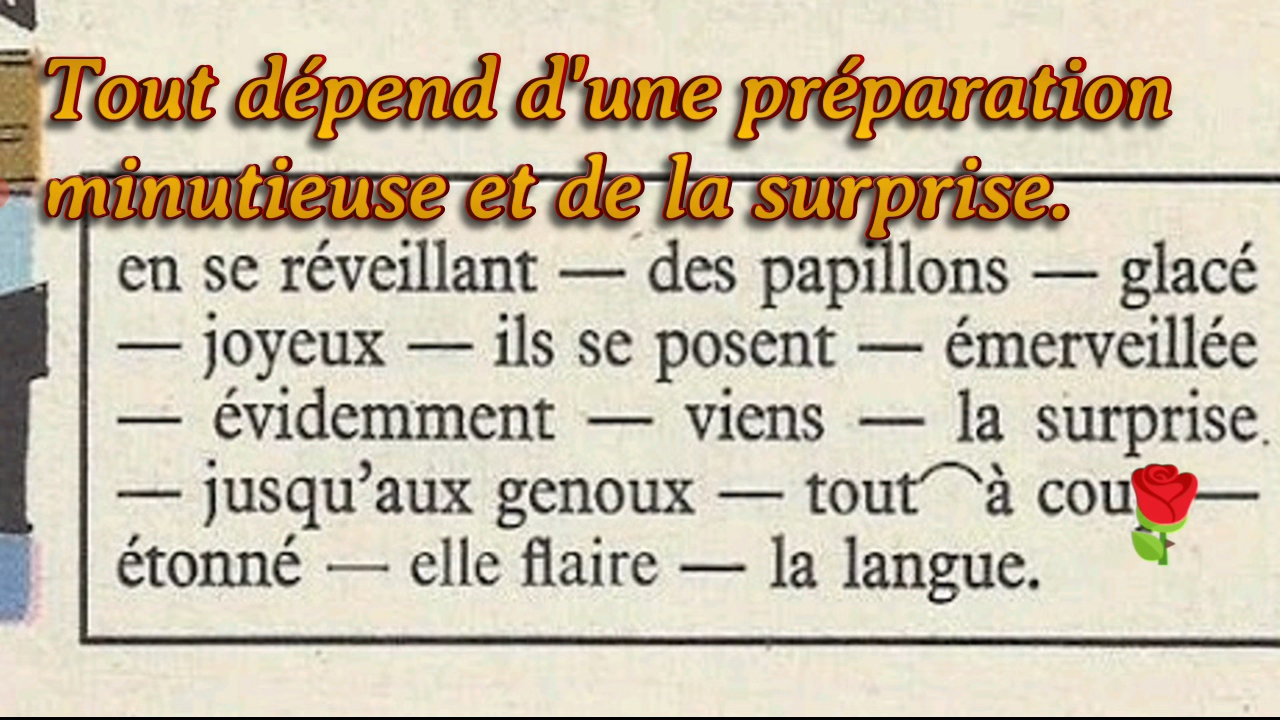 Tout dépend d'une préparation
minutieuse et de la surprise.
en se réveillant — des papillons — glacé
— joyeux — ils se posent — émerveillée
— évidemment — viens — la surprise.
— jusqu’aux genoux — tout‿à —
étonné — elle flaire — la langue.